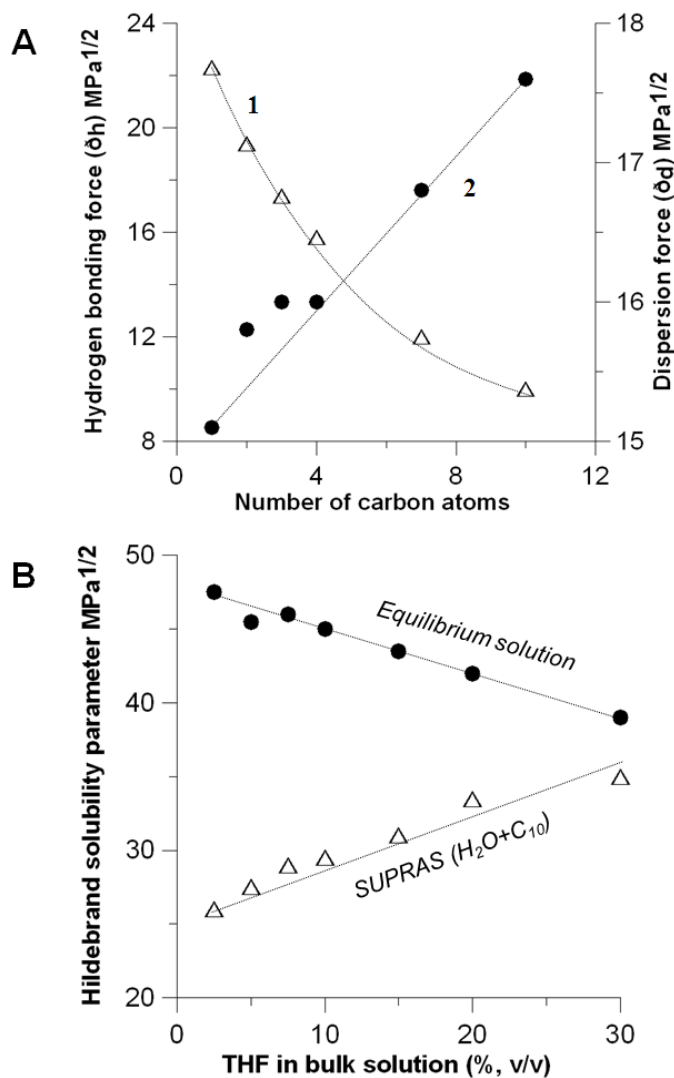 A
Hydrogen bonding force (δh) MPa1/2
24
20
16
12
8
1
2
18
17
16
15
Dispersion force (δd) MPa1/2
0 4 8 12
Number of carbon atoms
B
Hildebrand solubility parameter MPa1/2
50
40
30
20
Equilibrium solution
SUPRAS (H2O+C10)
0 10 20 30
THF in bulk solution (%, v/v)